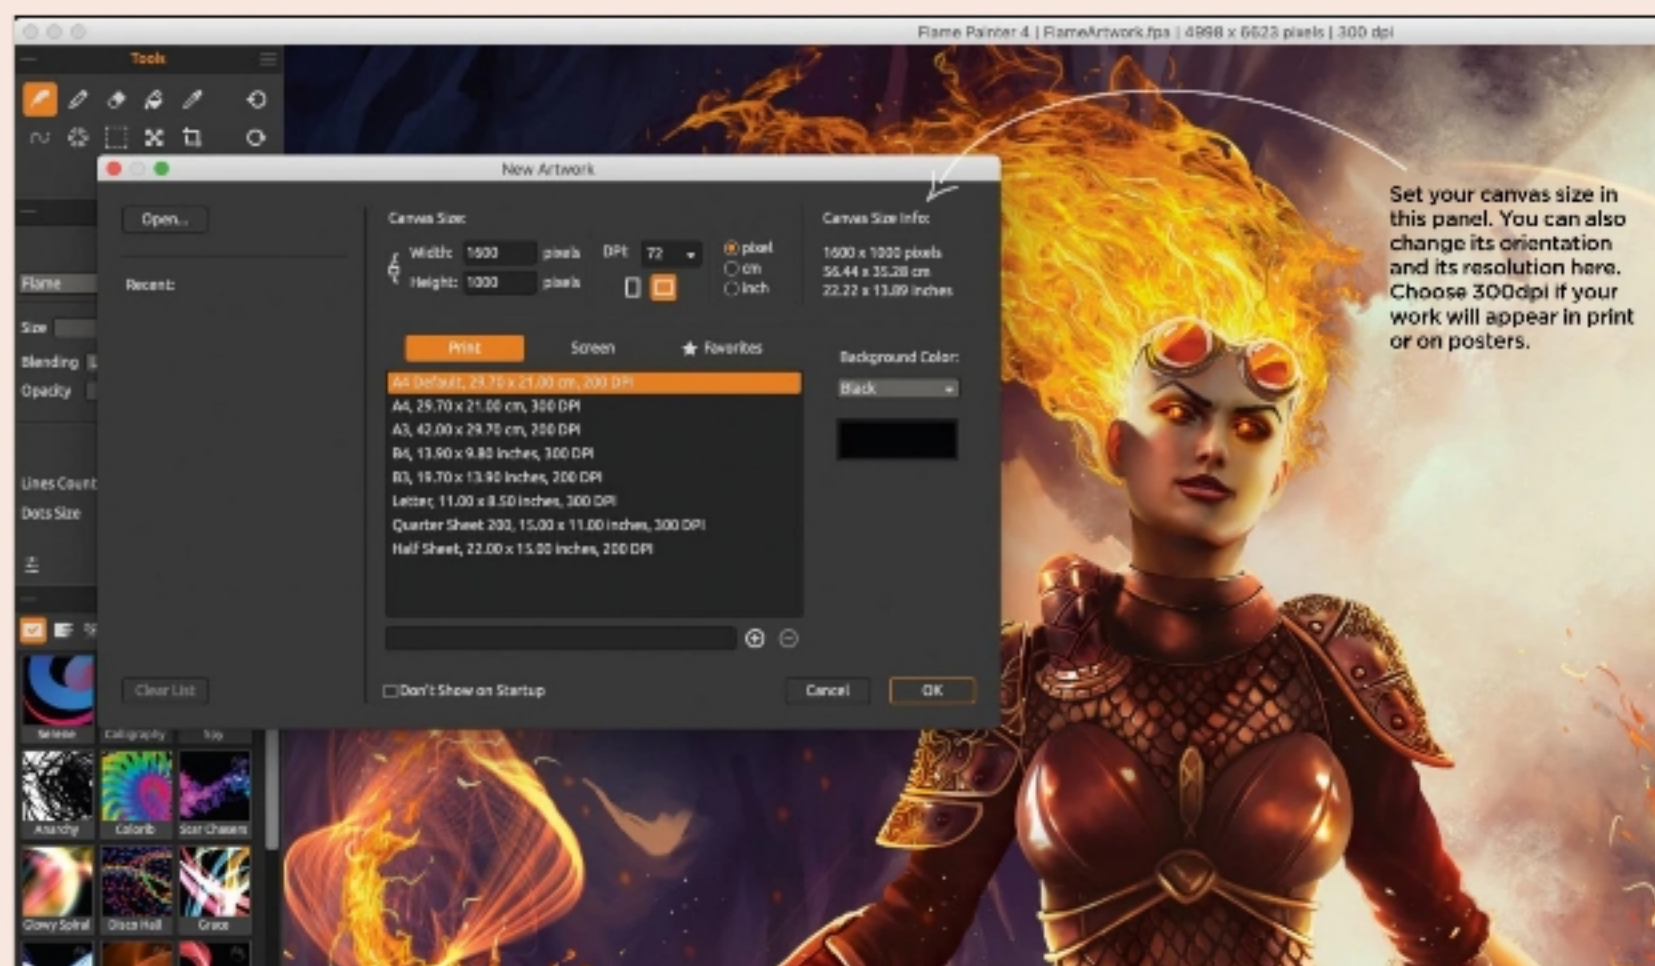 Flame Painter 4 | FlameArtwork.fpa | 4998 x 6623 pixels | 300 dpi
Tools
New Artwork
Open...
Recent:
Clear List
Canvas Size:
Width: 1600 pixels
Height: 1000 pixels
DPI: 72
pixel
cm
inch
Canvas Size Info:
1600 x 1000 pixels
56.44 x 35.28 cm
22.22 x 13.89 inches
Print
Screen
Favorites
A4 Default, 29.70 x 21.00 cm, 200 DPI
A4, 29.70 x 21.00 cm, 300 DPI
A3, 42.00 x 29.70 cm, 200 DPI
B4, 13.90 x 9.80 inches, 300 DPI
B3, 19.70 x 13.90 inches, 200 DPI
Letter, 11.00 x 8.50 inches, 300 DPI
Quarter Sheet 200, 15.00 x 11.00 inches, 300 DPI
Half Sheet, 22.00 x 15.00 inches, 200 DPI
Background Color:
Black
Don't Show on Startup
Cancel
OK
Set your canvas size in
this panel. You can also
change its orientation
and its resolution here.
Choose 300dpi if your
work will appear in print
or on posters.
Flame
Size
Blending
Opacity
Lines Count
Dots Size
Serene
Calligraphy
Anarchy
Colorib
Scar Chasers
Glowy Spiral
Disco Hall
Grace